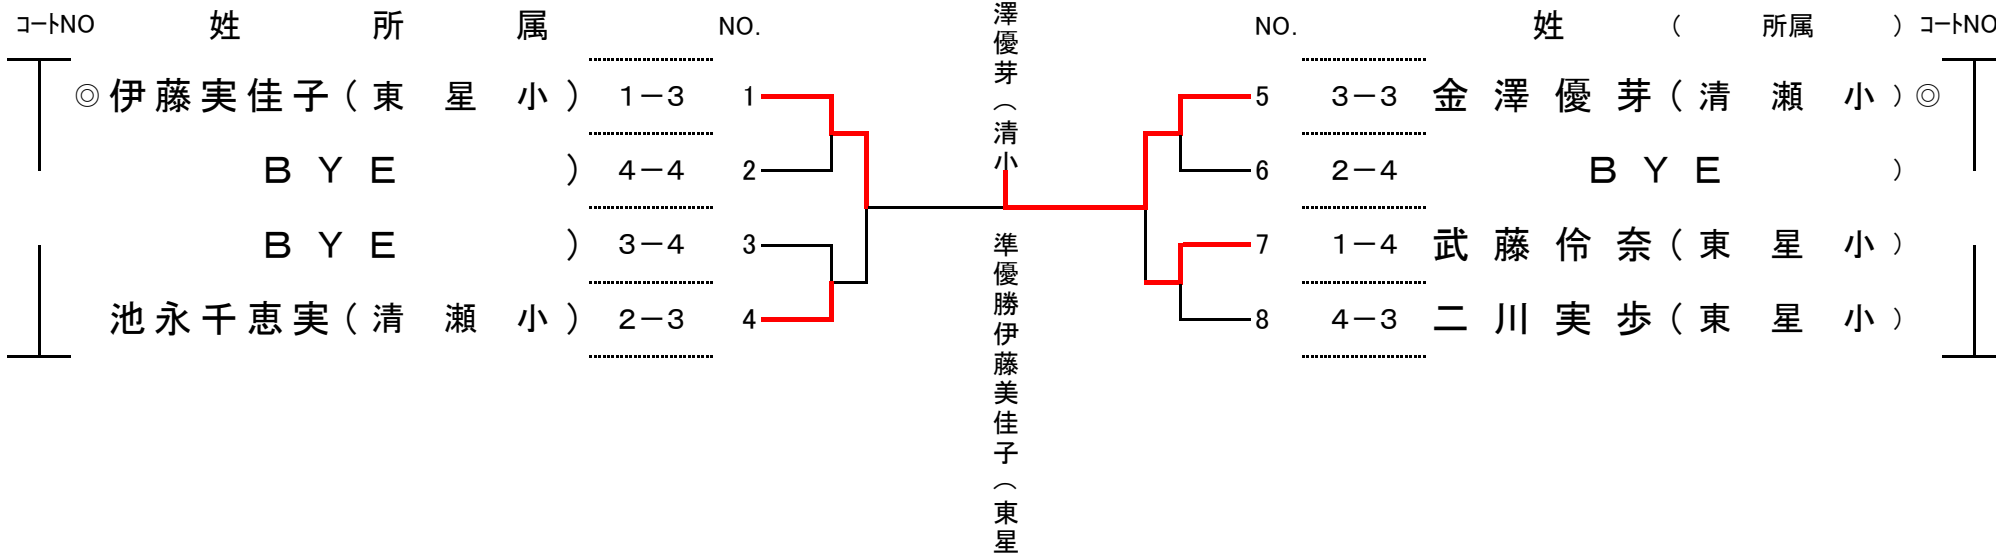 ｺｰﾄNO 姓 所 属 NO. NO. 姓 （ 所属 ） ｺｰﾄNO
◎ 伊藤実佳子（東星小） １－３ 1 5 ３－３ 金澤優芽（清瀬小）◎
ＢＹＥ ） ４－４ 2 6 ２－４ ＢＹＥ ）
ＢＹＥ ） ３－４ 3 7 １－４ 武藤伶奈（東星小）
池永千恵実（清瀬小） ２－３ 4 8 ４－３ 二川実歩（東星小）
澤優芽（清小
準優勝伊藤美佳子（東星